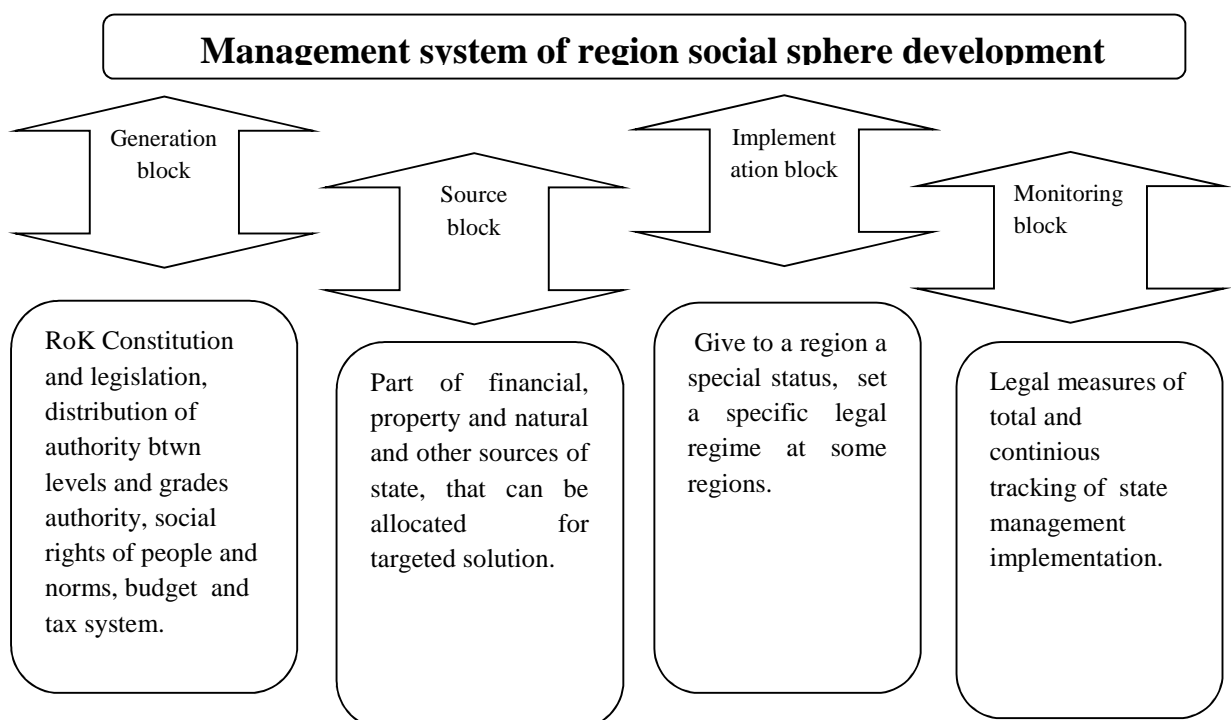 Management system of region social sphere development
Generation
block
Source
block
Implement
ation block
Monitoring
block
RoK Constitution
and legislation,
distribution of
authority btwn
levels and grades
authority, social
rights of people and
norms, budget and
tax system.
Part of financial,
property and natural
and other sources of
state, that can be
allocated for
targeted solution.
Give to a region a
special status, set
a specific legal
regime at some
regions.
Legal measures of
total and
continious
tracking of state
management
implementation.